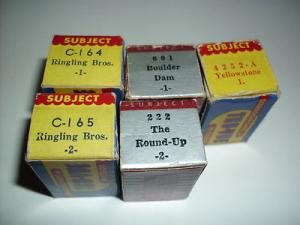 SUBJECT
C-164
Ringling Bros.
-1-
691
Boulder
Dam
-1-
SUBJECT
4252-A
Yellowstone
1.
SUBJECT
C-165
Ringling Bros.
-2-
SUBJECT
222
The
Round-Up
-2-